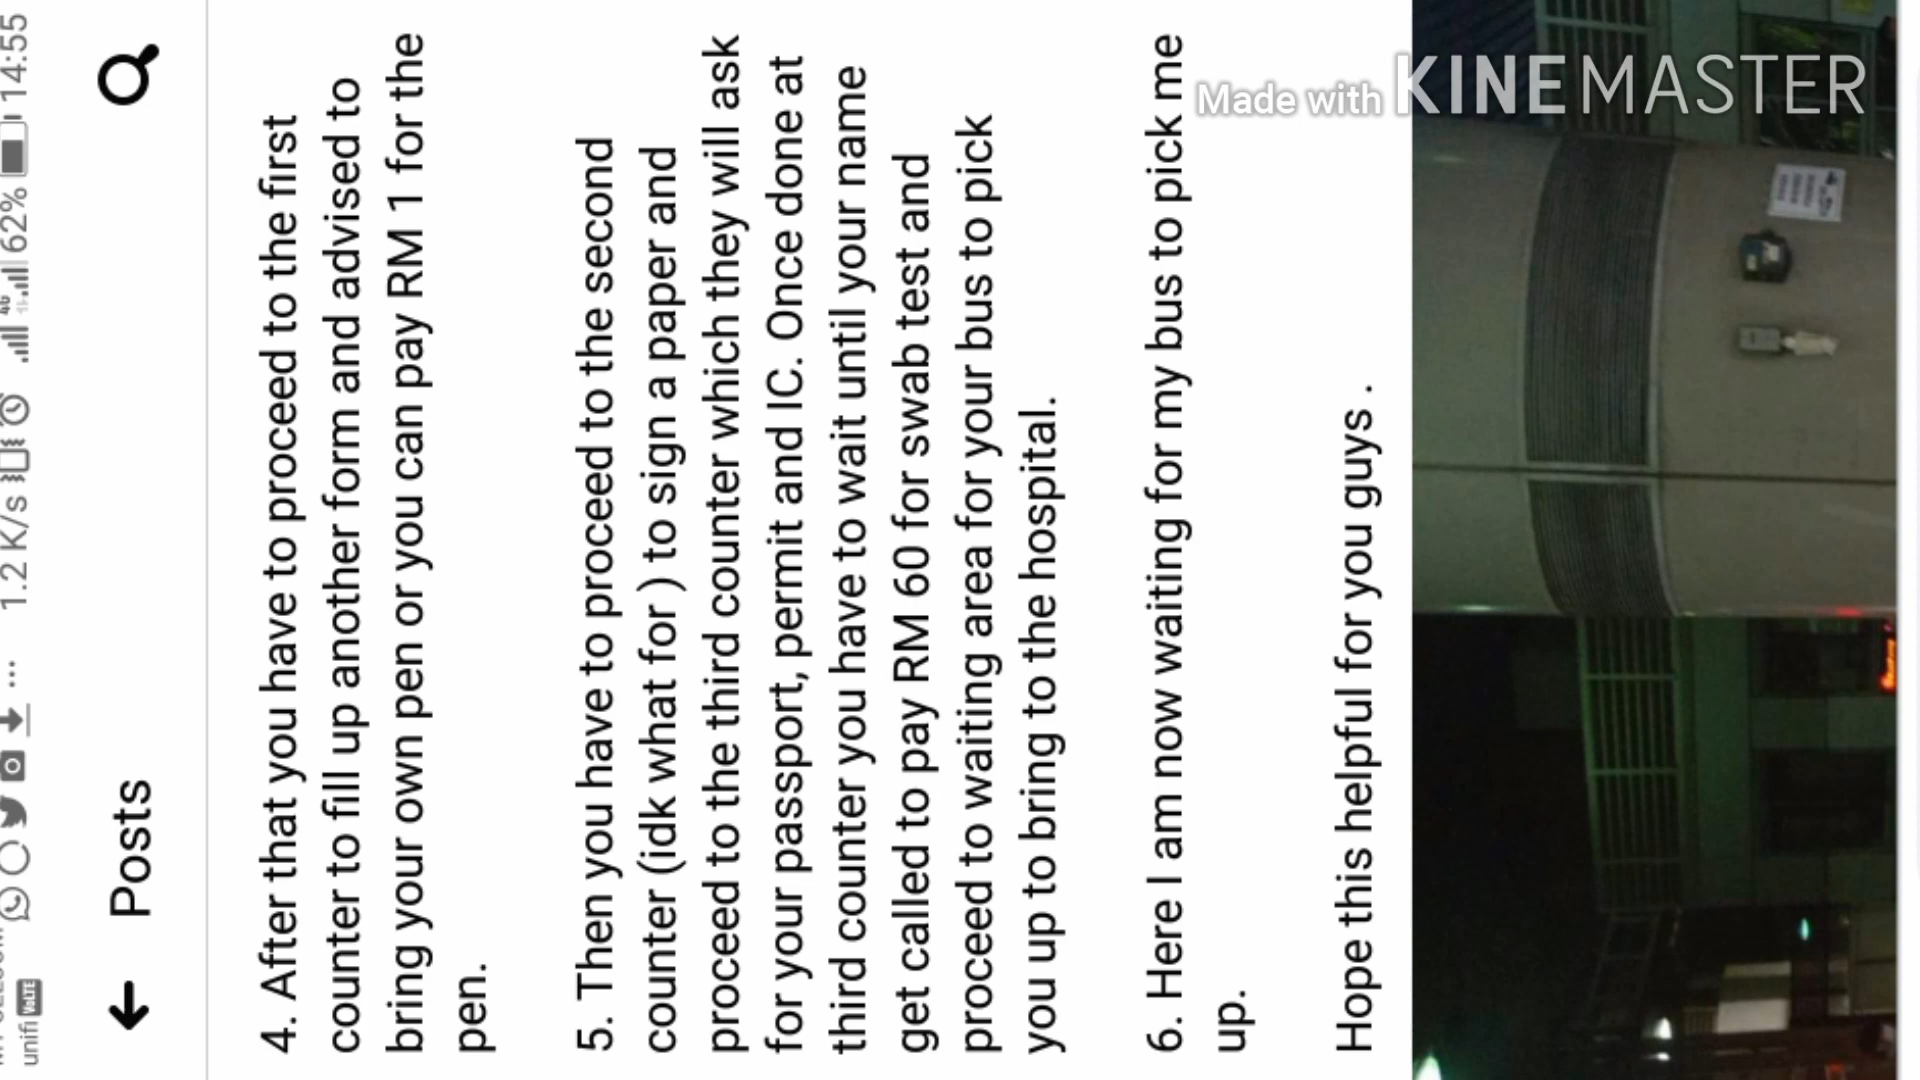 1.2 K/s 4G 62% 14:55
unifi VoLTE
Posts
4. After that you have to proceed to the first
counter to fill up another form and advised to
bring your own pen or you can pay RM 1 for the
pen.
5. Then you have to proceed to the second
counter (idk what for ) to sign a paper and
proceed to the third counter which they will ask
for your passport, permit and IC. Once done at
third counter you have to wait until your name
get called to pay RM 60 for swab test and
proceed to waiting area for your bus to pick
you up to bring to the hospital.
6. Here I am now waiting for my bus to pick me
up.
Hope this helpful for you guys .
Made with KINEMASTER